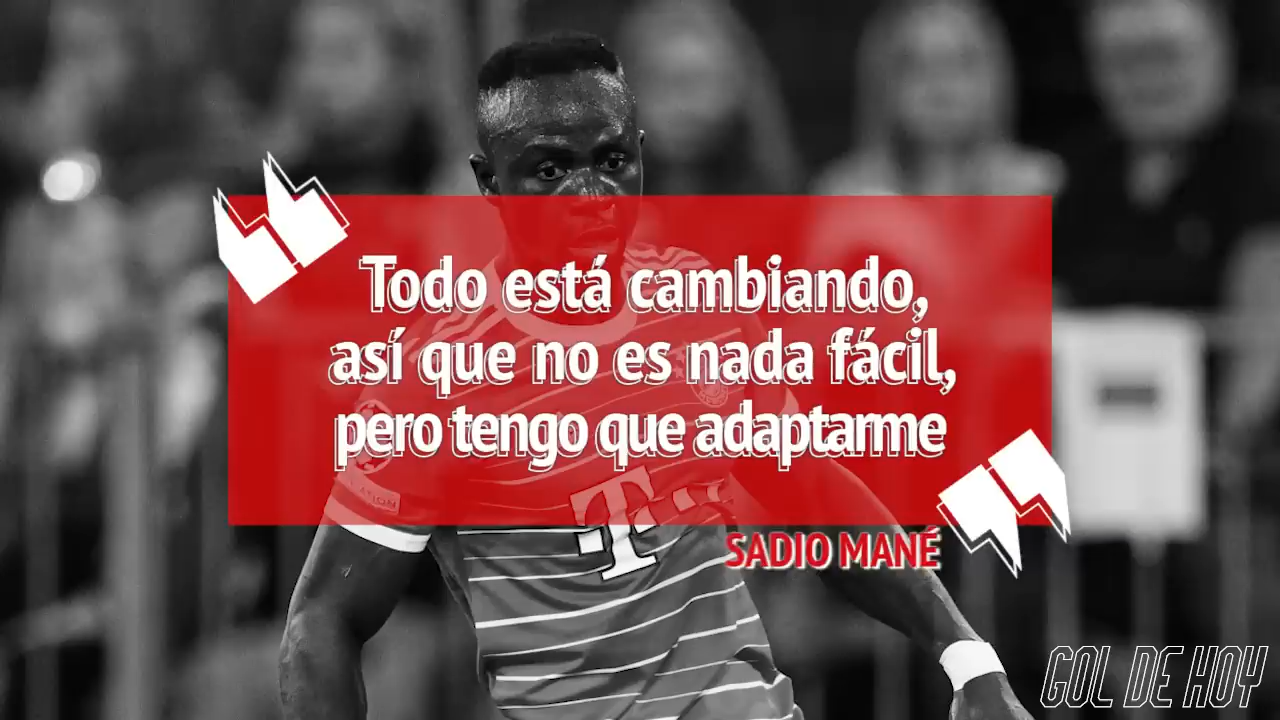 Todo está cambiando,
así que no es nada fácil,
pero tengo que adaptarme
SADIO MANÉ
T
GOL DE HOY